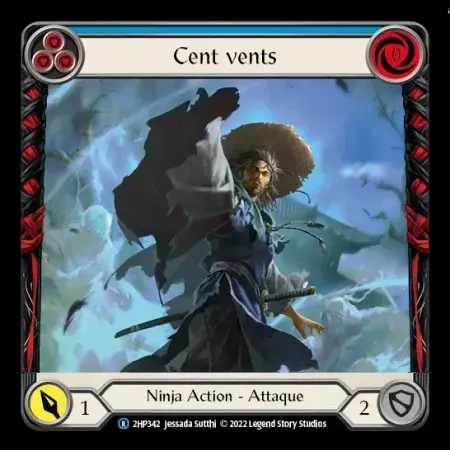 Cent vents
0
Ninja Action - Attaque
1
2
R 2HP342 Jessada Sutthi © 2022 Legend Story Studios